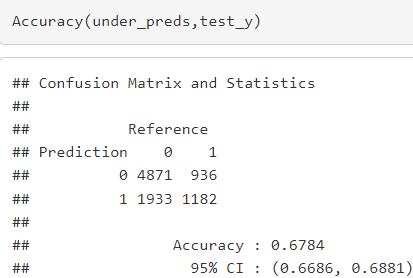 Accuracy(under_preds,test_y)
## Confusion Matrix and Statistics
##
##           Reference
## Prediction    0    1
##          0 4871  936
##          1 1933 1182
##
##                Accuracy : 0.6784
##                  95% CI : (0.6686, 0.6881)